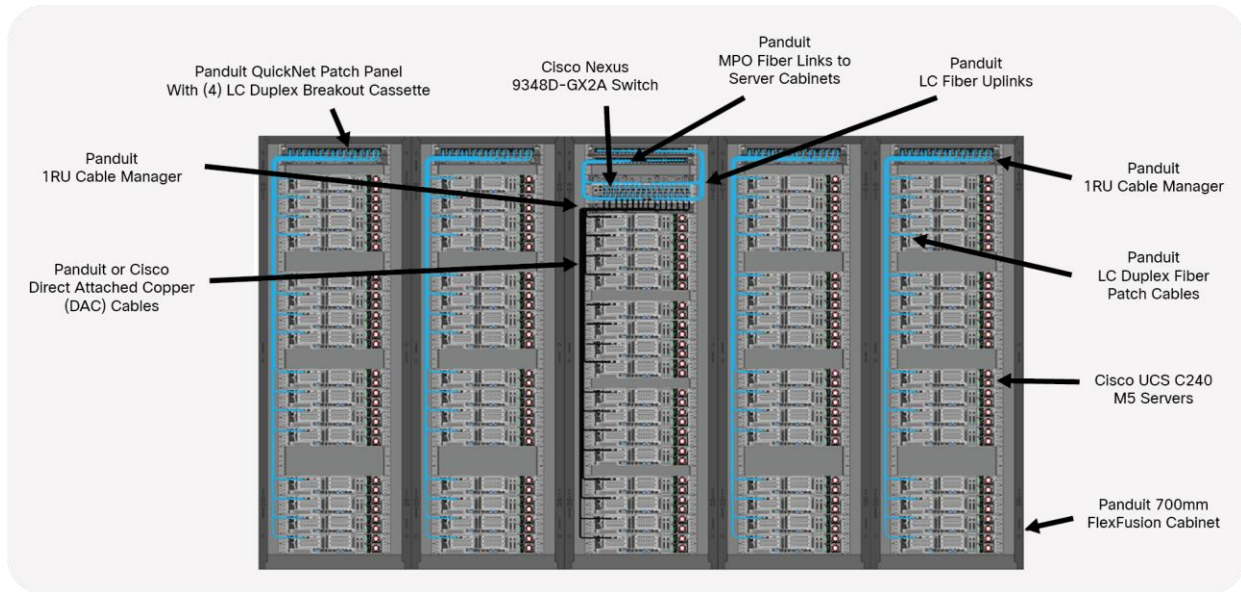 Panduit QuickNet Patch Panel
With (4) LC Duplex Breakout Cassette
Cisco Nexus
9348D-GX2A Switch
Panduit
MPO Fiber Links to
Server Cabinets
Panduit
LC Fiber Uplinks
Panduit
1RU Cable Manager
Panduit or Cisco
Direct Attached Copper
(DAC) Cables
Panduit
1RU Cable Manager
Panduit
LC Duplex Fiber
Patch Cables
Cisco UCS C240
M5 Servers
Panduit 700mm
FlexFusion Cabinet